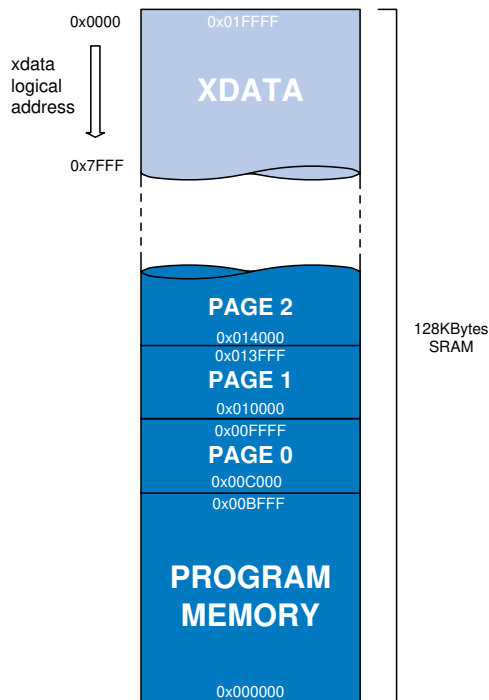 0x0000
0x01FFFF
xdata
logical
address
XDATA
0x7FFF
PAGE 2
0x014000
0x013FFF
PAGE 1
0x010000
0x00FFFF
PAGE 0
0x00C000
0x00BFFF
128KBytes
SRAM
PROGRAM
MEMORY
0x000000